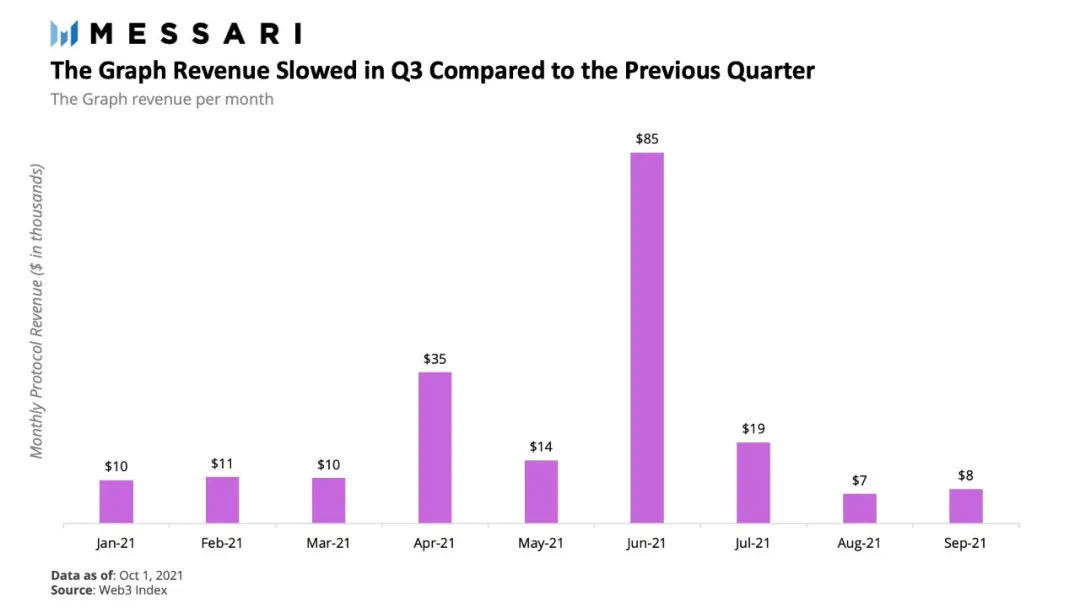 MESSARI
The Graph Revenue Slowed in Q3 Compared to the Previous Quarter
The Graph revenue per month
Monthly Protocol Revenue ($ in thousands)
$10
$11
$10
$35
$14
$85
$19
$7
$8
Jan-21
Feb-21
Mar-21
Apr-21
May-21
Jun-21
Jul-21
Aug-21
Sep-21
Data as of: Oct 1, 2021
Source: Web3 Index